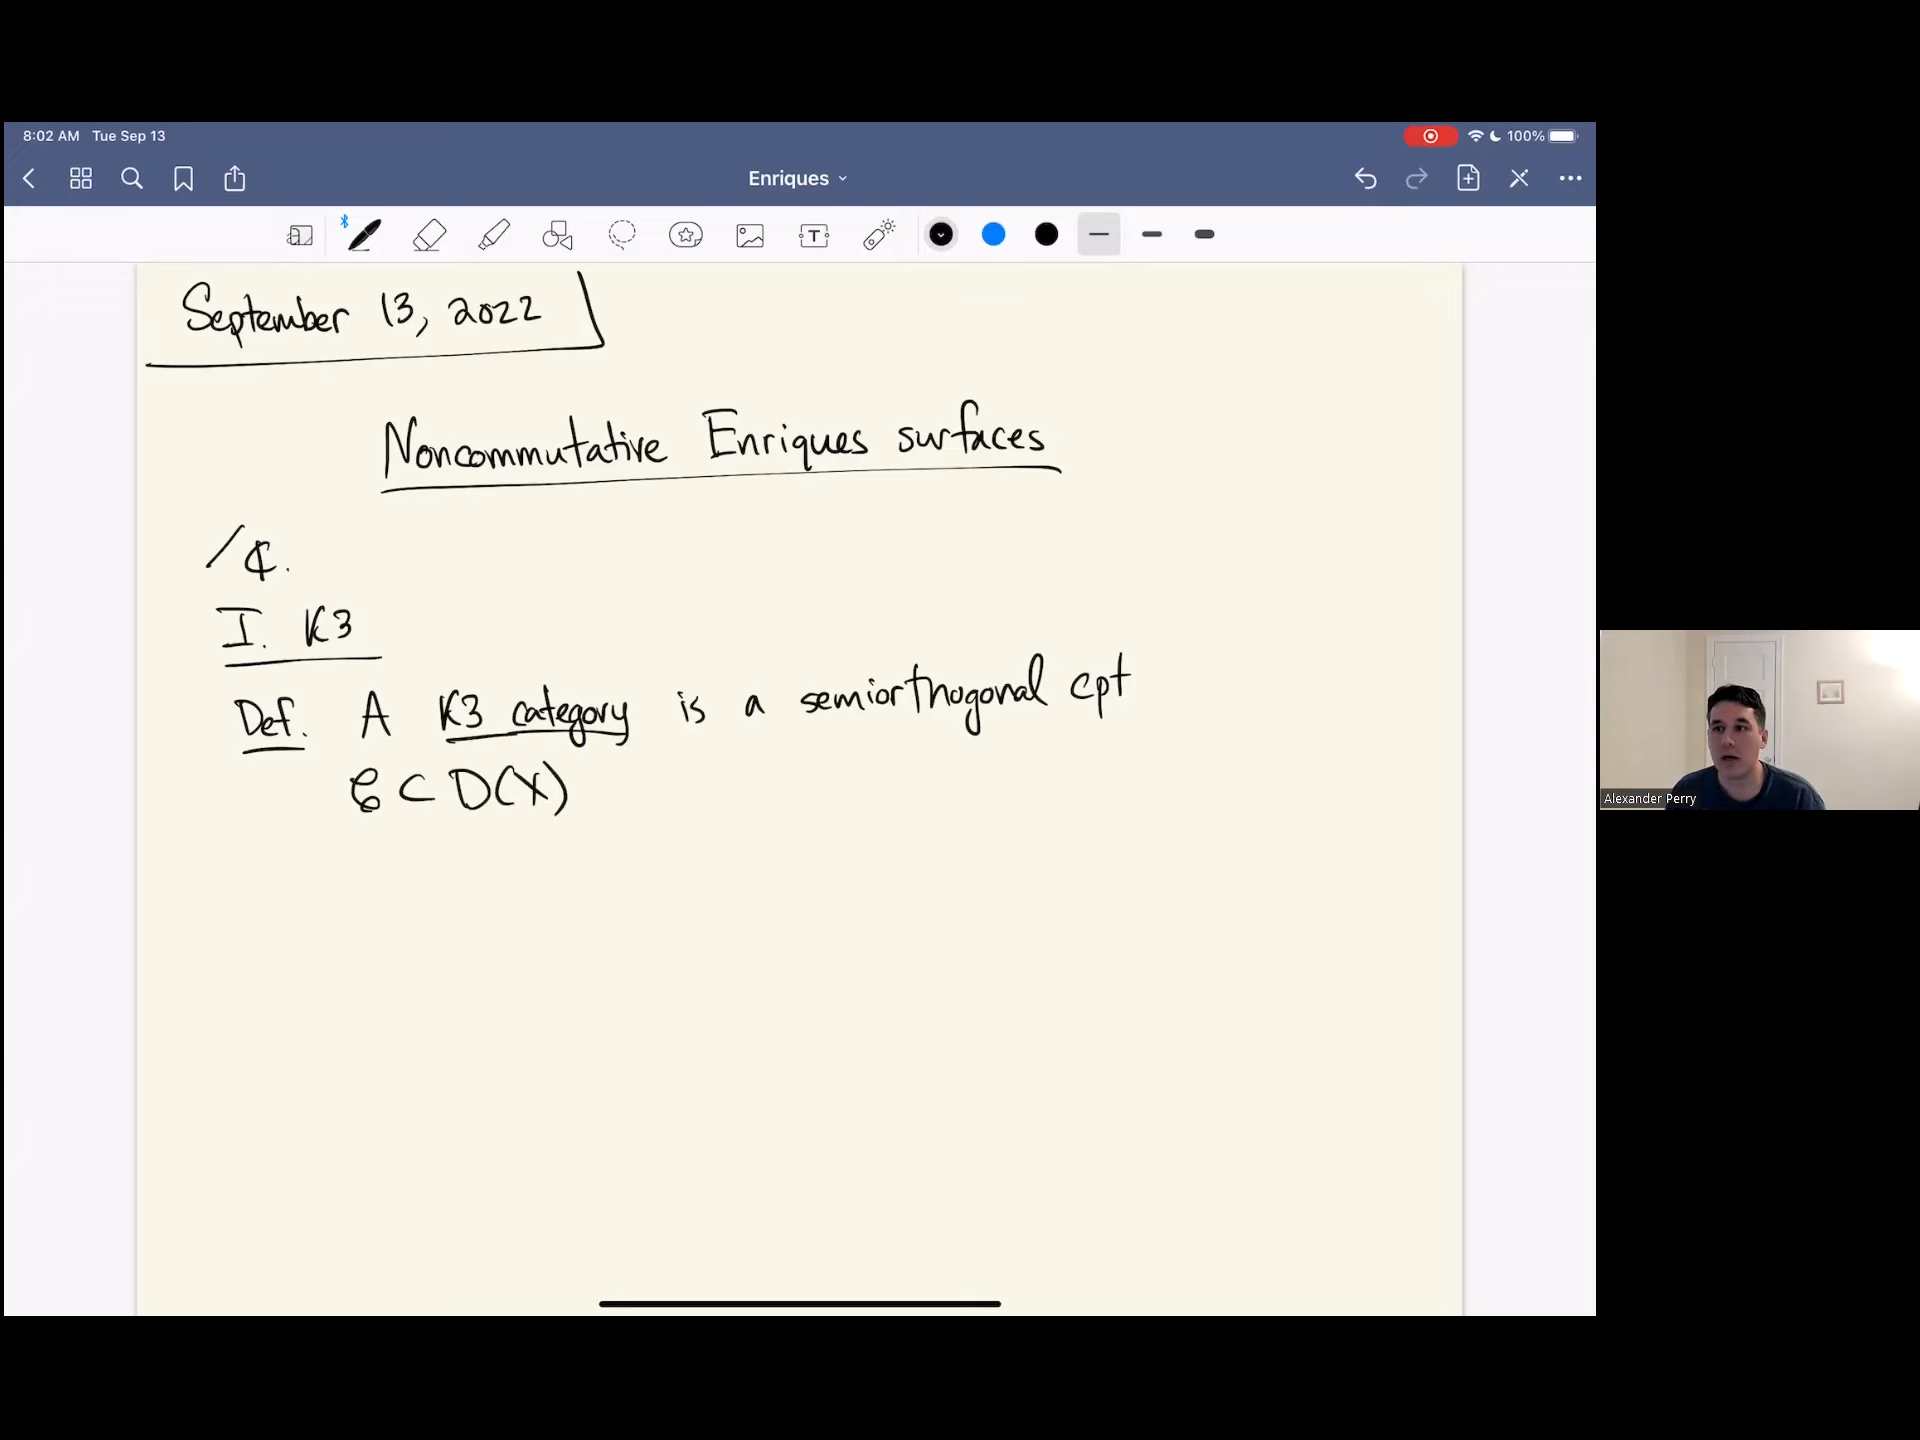 8:02 AM Tue Sep 13
100%
Enriques
T
September 13, 2022
Noncommutative Enriques surfaces
/ℂ.
I. K3
Def. A K3 category is a semiorthogonal cpt
𝒞 ⊂ D(X)
Alexander Perry